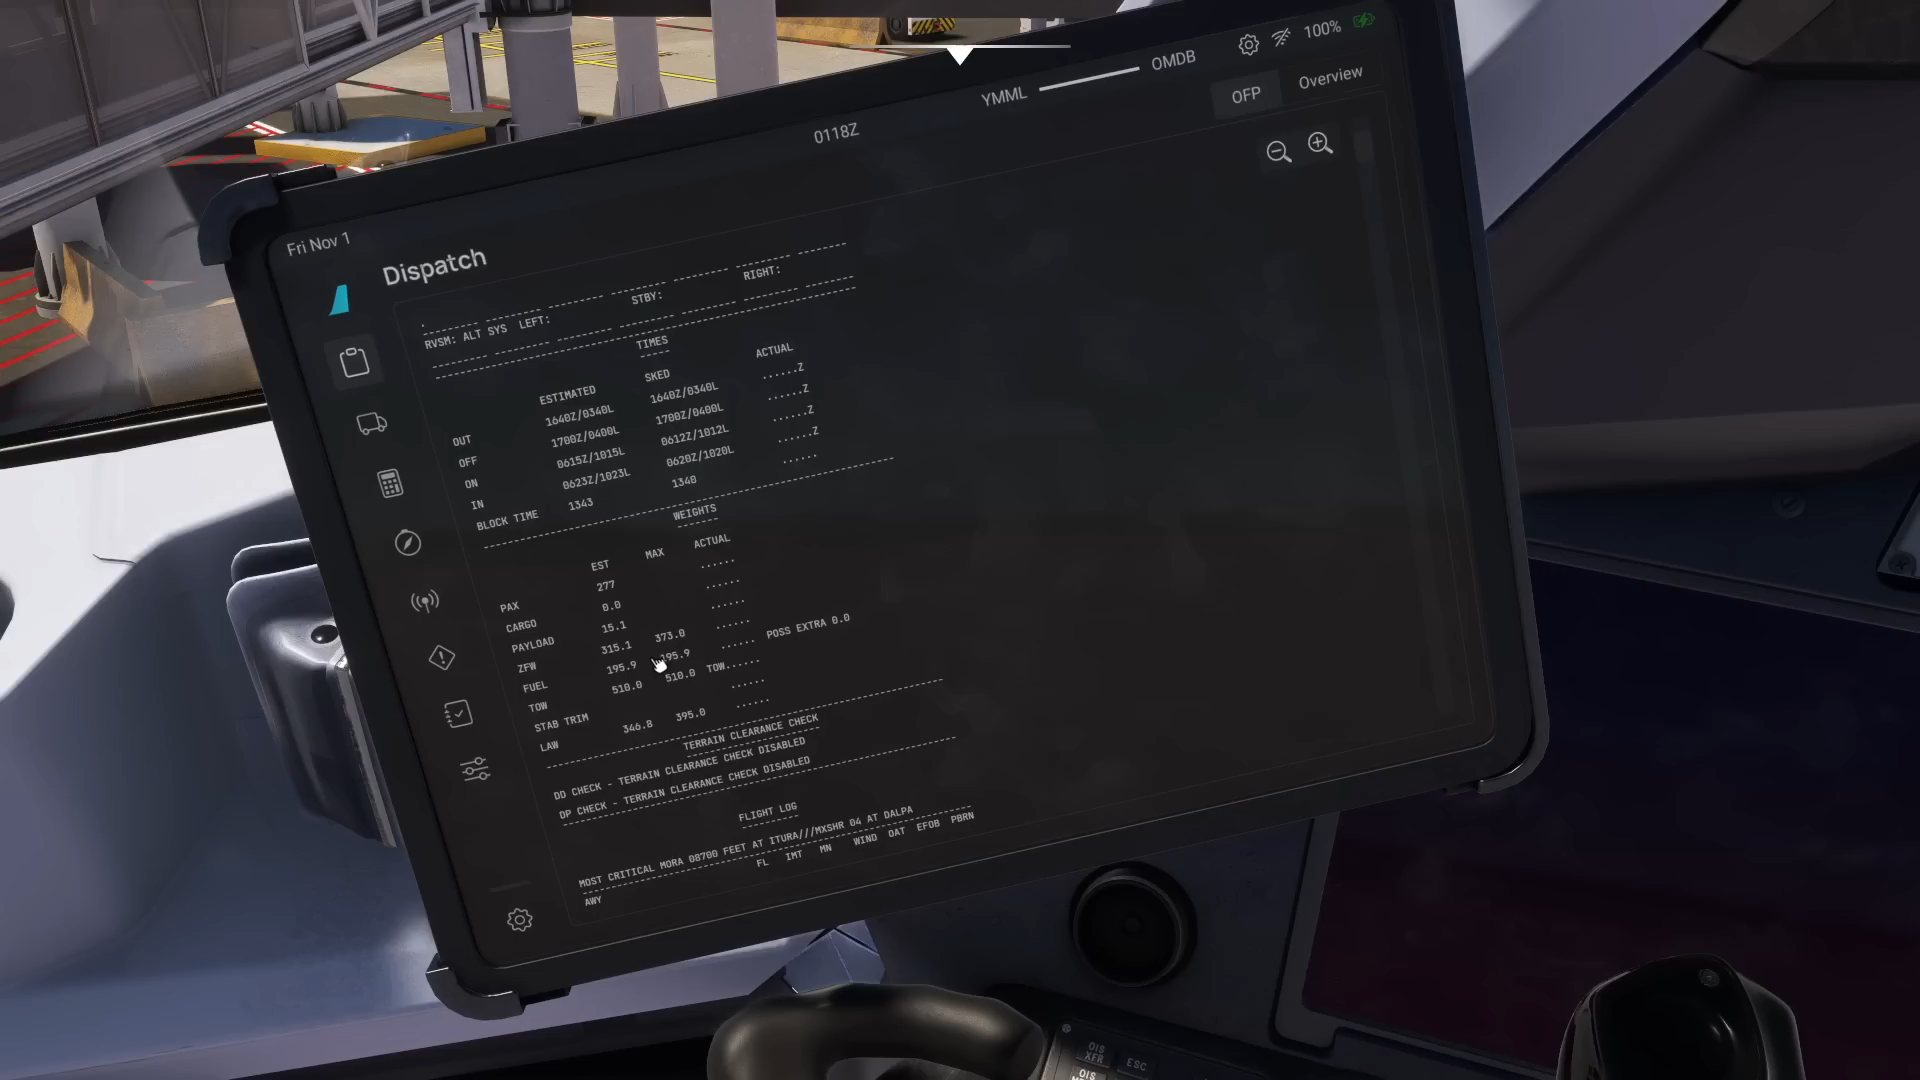 YMML OMDB 100%
OFP Overview
0118Z
Fri Nov 1
Dispatch
RVSM: ALT SYS LEFT: STBY: RIGHT:
TIMES
ESTIMATED SKED ACTUAL
OUT 1640Z/0340L 1640Z/0340L ......Z
OFF 1700Z/0400L 1700Z/0400L ......Z
ON 0615Z/1015L 0612Z/1012L ......Z
IN 0623Z/1023L 0620Z/1020L ......Z
BLOCK TIME 1343 1340 ......
WEIGHTS
EST MAX ACTUAL
PAX 277 ......
CARGO 0.0 ......
PAYLOAD 15.1 ......
ZFW 315.1 373.0 ......
FUEL 195.9 195.9 ...... POSS EXTRA 0.0
TOW 510.0 510.0 TOW......
STAB TRIM ......
LAW 346.8 395.0 ......
TERRAIN CLEARANCE CHECK
DD CHECK - TERRAIN CLEARANCE CHECK DISABLED
DP CHECK - TERRAIN CLEARANCE CHECK DISABLED
FLIGHT LOG
MOST CRITICAL MORA 08700 FEET AT ITURA///MXSHR 04 AT DALPA
AWY FL IMT MN WIND OAT EFOB PBRN
OIS XFR
ESC
OIS